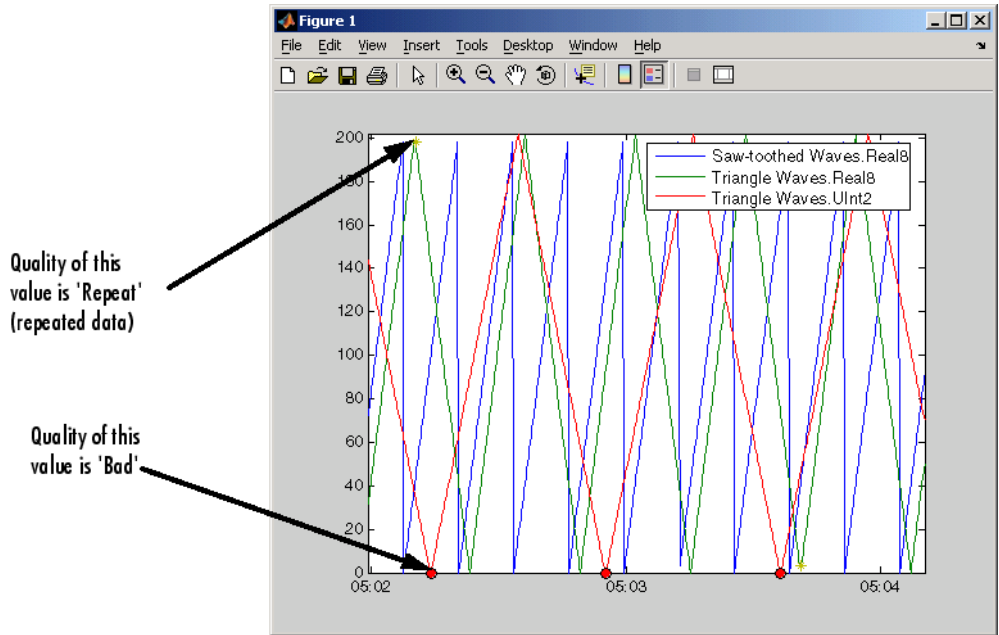 Figure 1
File Edit View Insert Tools Desktop Window Help
200
180
160
140
120
100
80
60
40
20
0
05:02 05:03 05:04
Saw-toothed Waves.Real8
Triangle Waves.Real8
Triangle Waves.UInt2
Quality of this
value is 'Repeat'
(repeated data)
Quality of this
value is 'Bad'